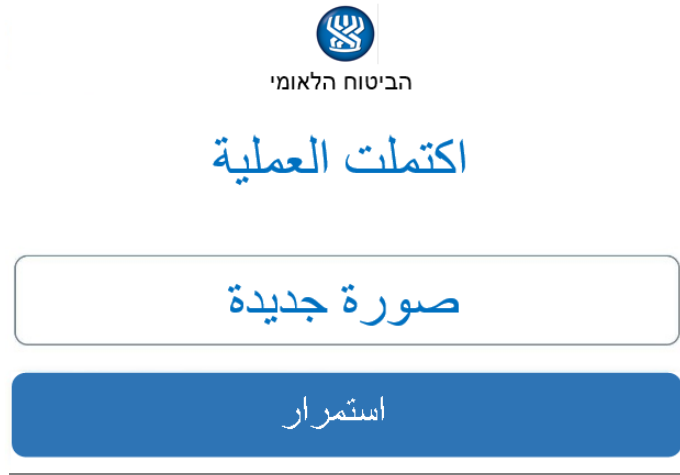 הביטוח הלאומי
اكتملت العملية
صورة جديدة
استمرار